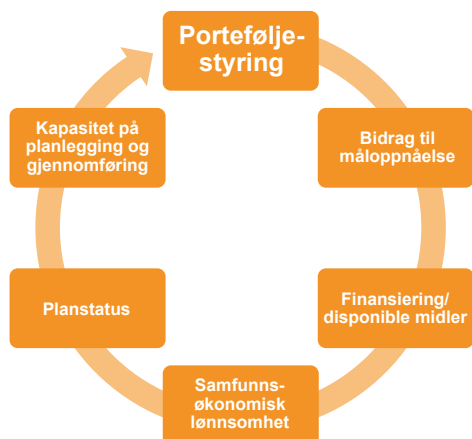 Portefølje-
styring
Bidrag til
måloppnåelse
Finansiering/
disponible midler
Samfunns-
økonomisk
lønnsomhet
Planstatus
Kapasitet på
planlegging og
gjennomføring